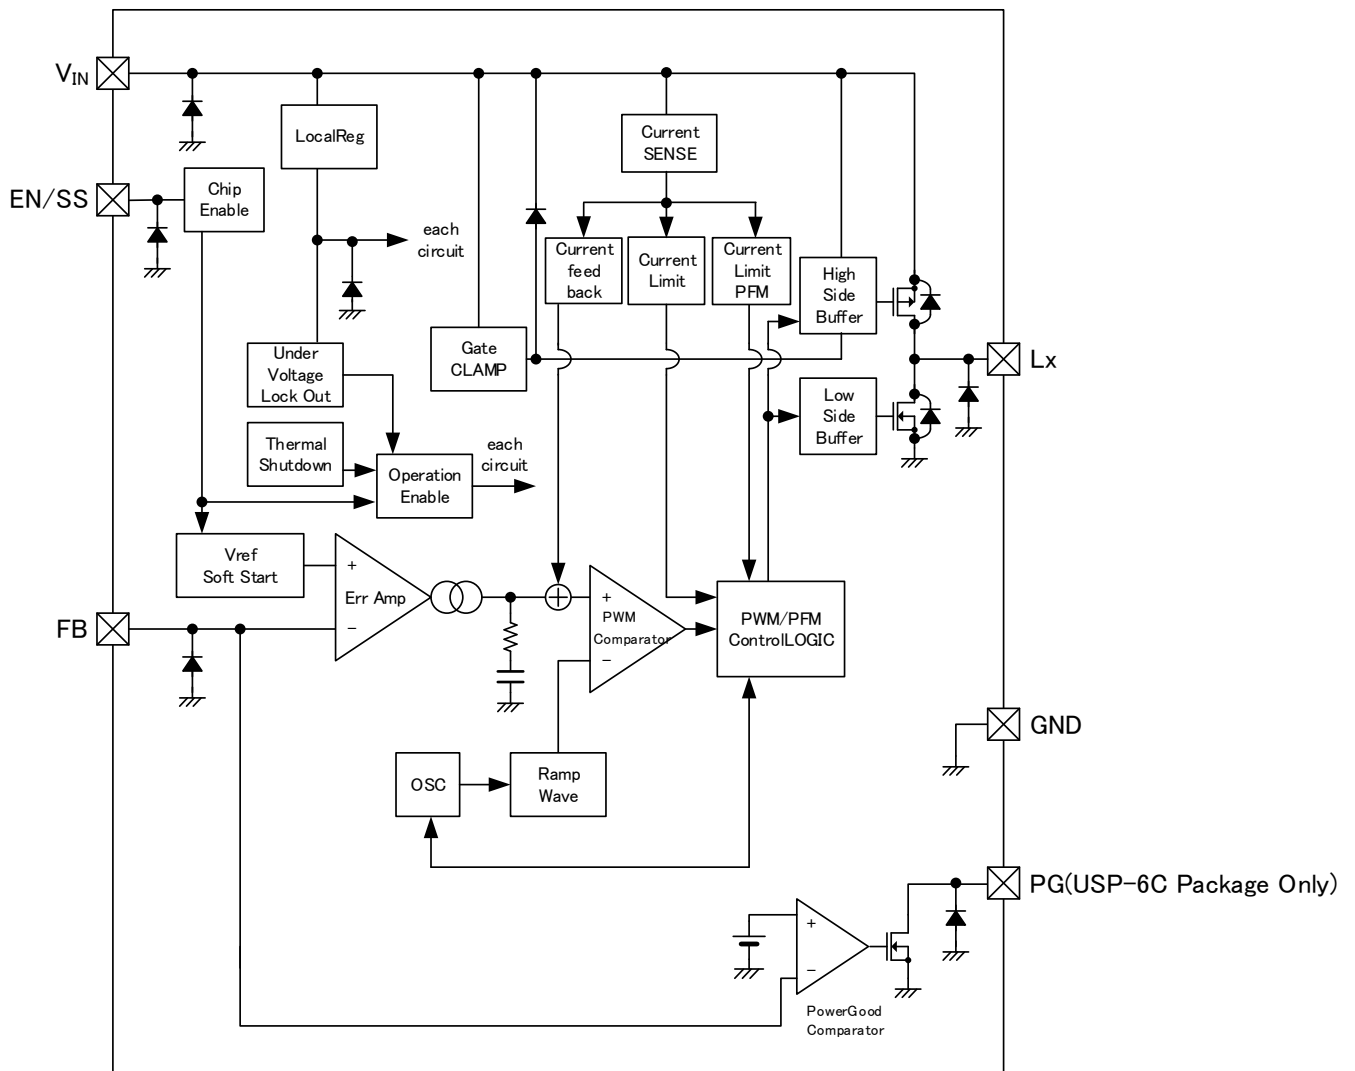 VIN
LocalReg
Current
SENSE
EN/SS
Chip
Enable
each
circuit
Current
feed
back
Current
Limit
Current
Limit
PFM
High
Side
Buffer
Under
Voltage
Lock Out
Gate
CLAMP
Lx
Low
Side
Buffer
Thermal
Shutdown
Operation
Enable
each
circuit
Vref
Soft Start
+
Err Amp
−
+
PWM
Comparator
−
PWM/PFM
ControlLOGIC
FB
GND
OSC
Ramp
Wave
PG(USP-6C Package Only)
+
−
PowerGood
Comparator